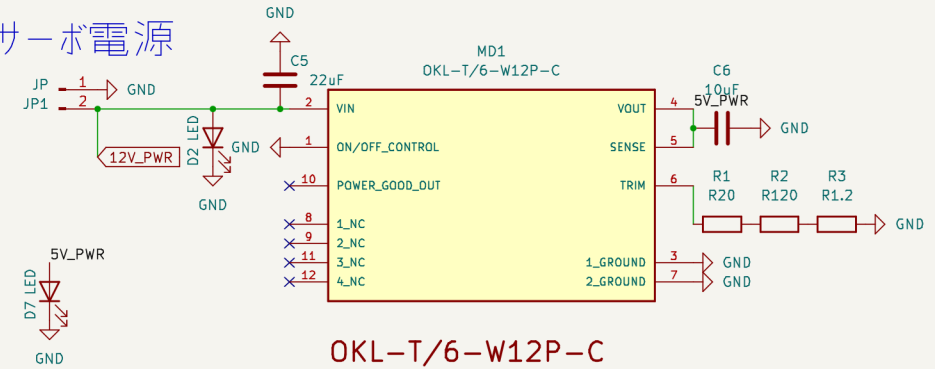 サーボ電源
GND
C5
22uF
JP
JP1
1
2
GND
12V_PWR
D2 LED
GND
GND
MD1
OKL-T/6-W12P-C
2 VIN
1 ON/OFF_CONTROL
10 POWER_GOOD_OUT
8 1_NC
9 2_NC
11 3_NC
12 4_NC
VOUT 4
SENSE 5
TRIM 6
1_GROUND 3
2_GROUND 7
C6
10uF
5V_PWR
GND
R1
R20
R2
R120
R3
R1.2
GND
GND
GND
5V_PWR
D7 LED
GND
OKL-T/6-W12P-C